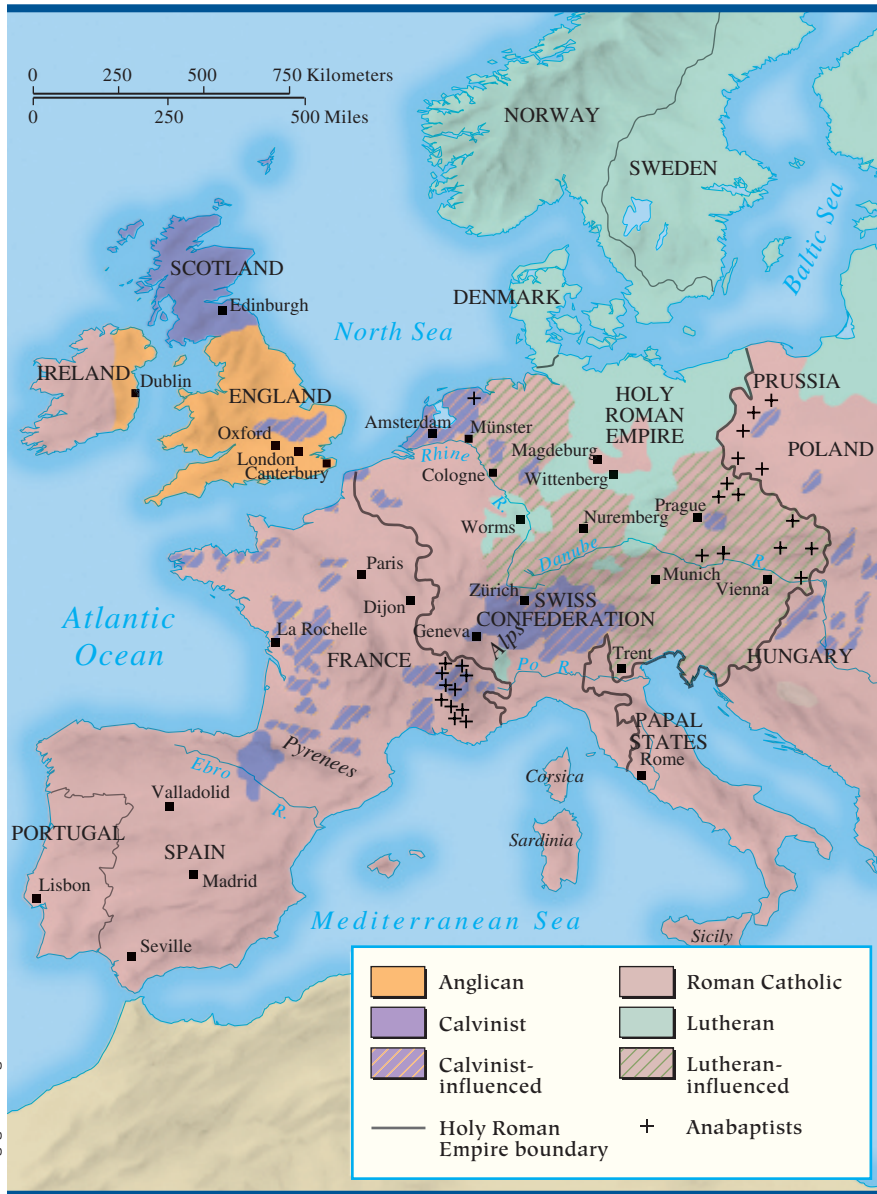 0 250 500 750 Kilometers
0 250 500 Miles
NORWAY
SWEDEN
Baltic Sea
SCOTLAND
Edinburgh
DENMARK
North Sea
IRELAND
Dublin
ENGLAND
Oxford
London
Canterbury
Amsterdam
Münster
HOLY
ROMAN
EMPIRE
PRUSSIA
POLAND
Magdeburg
Wittenberg
Rhine
R.
Cologne
Worms
Nuremberg
Prague
Danube
R.
Paris
Dijon
Munich
Vienna
Zürich
SWISS
CONFEDERATION
Geneva
Alps
Atlantic
Ocean
La Rochelle
FRANCE
Trent
Po R.
HUNGARY
PAPAL
STATES
Rome
Pyrenees
Ebro
R.
Corsica
Sardinia
Valladolid
PORTUGAL
SPAIN
Madrid
Lisbon
Seville
Mediterranean Sea
Sicily
Anglican
Calvinist
Calvinist-
influenced
Holy Roman
Empire boundary
Roman Catholic
Lutheran
Lutheran-
influenced
Anabaptists